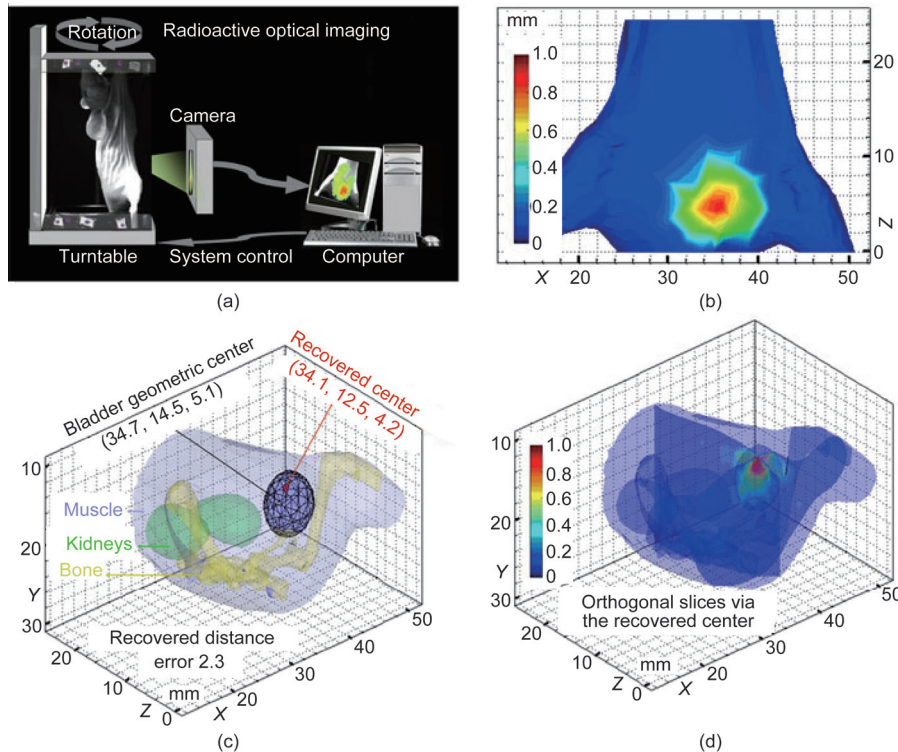 Rotation
Radioactive optical imaging
Camera
Turntable
System control
Computer
(a)
mm
1.0
0.8
0.6
0.4
0.2
0
20
10
Z
0
X
20
30
40
50
(b)
Bladder geometric center
(34.7, 14.5, 5.1)
Recovered center
(34.1, 12.5, 4.2)
10
Muscle
20
Kidneys
Bone
Y
30
Recovered distance
error 2.3
20
10
Z
0
mm
X
20
30
40
50
(c)
10
1.0
0.8
0.6
0.4
0.2
0
20
Y
30
Orthogonal slices via
the recovered center
20
10
Z
0
mm
X
20
30
40
50
(d)